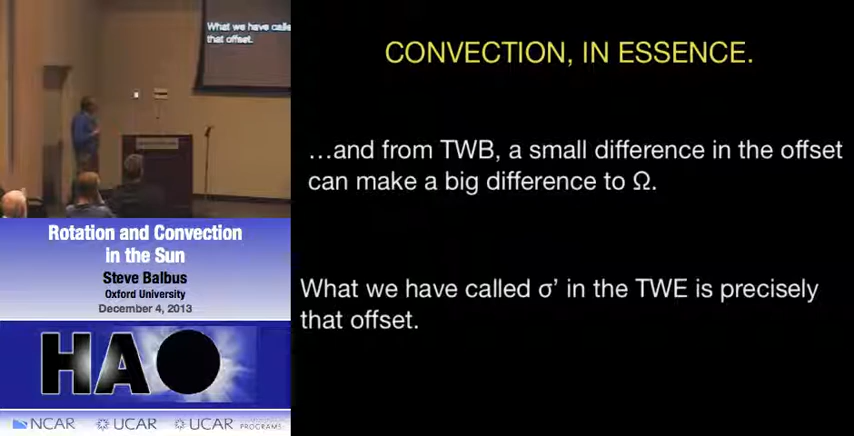 What we have calle
that offset.
CONVECTION, IN ESSENCE.
…and from TWB, a small difference in the offset
can make a big difference to Ω.
What we have called σ’ in the TWE is precisely
that offset.
Rotation and Convection
in the Sun
Steve Balbus
Oxford University
December 4, 2013
HAO
NCAR
UCAR
UCAR
PROGRAMS